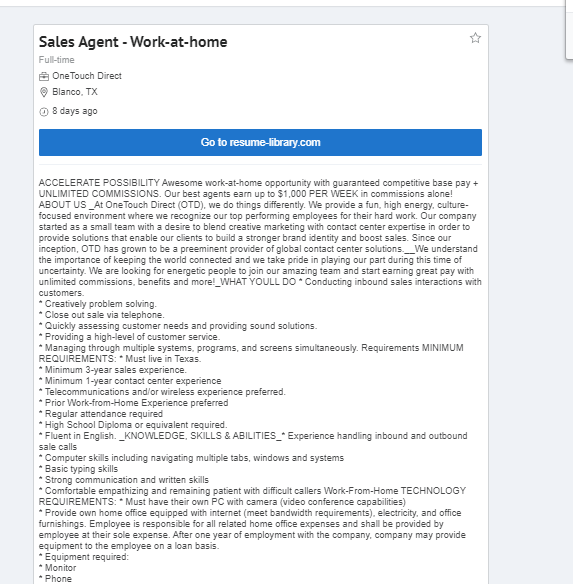 Sales Agent - Work-at-home
Full-time
OneTouch Direct
Blanco, TX
8 days ago
Go to resume-library.com
ACCELERATE POSSIBILITY Awesome work-at-home opportunity with guaranteed competitive base pay +
UNLIMITED COMMISSIONS. Our best agents earn up to $1,000 PER WEEK in commissions alone!
ABOUT US _At OneTouch Direct (OTD), we do things differently. We provide a fun, high energy, culture-
focused environment where we recognize our top performing employees for their hard work. Our company
started as a small team with a desire to blend creative marketing with contact center expertise in order to
provide solutions that enable our clients to build a stronger brand identity and boost sales. Since our
inception, OTD has grown to be a preeminent provider of global contact center solutions.__We understand
the importance of keeping the world connected and we take pride in playing our part during this time of
uncertainty. We are looking for energetic people to join our amazing team and start earning great pay with
unlimited commissions, benefits and more!_WHAT YOULL DO * Conducting inbound sales interactions with
customers.
* Creatively problem solving.
* Close out sale via telephone.
* Quickly assessing customer needs and providing sound solutions.
* Providing a high-level of customer service.
* Managing through multiple systems, programs, and screens simultaneously. Requirements MINIMUM
REQUIREMENTS: * Must live in Texas.
* Minimum 3-year sales experience.
* Minimum 1-year contact center experience
* Telecommunications and/or wireless experience preferred.
* Prior Work-from-Home Experience preferred
* Regular attendance required
* High School Diploma or equivalent required.
* Fluent in English. _KNOWLEDGE, SKILLS & ABILITIES_* Experience handling inbound and outbound
sale calls
* Computer skills including navigating multiple tabs, windows and systems
* Basic typing skills
* Strong communication and written skills
* Comfortable empathizing and remaining patient with difficult callers Work-From-Home TECHNOLOGY
REQUIREMENTS: * Must have their own PC with camera (video conference capabilities)
* Provide own home office equipped with internet (meet bandwidth requirements), electricity, and office
furnishings. Employee is responsible for all related home office expenses and shall be provided by
employee at their sole expense. After one year of employment with the company, company may provide
equipment to the employee on a loan basis.
* Equipment required:
* Monitor
* Phone